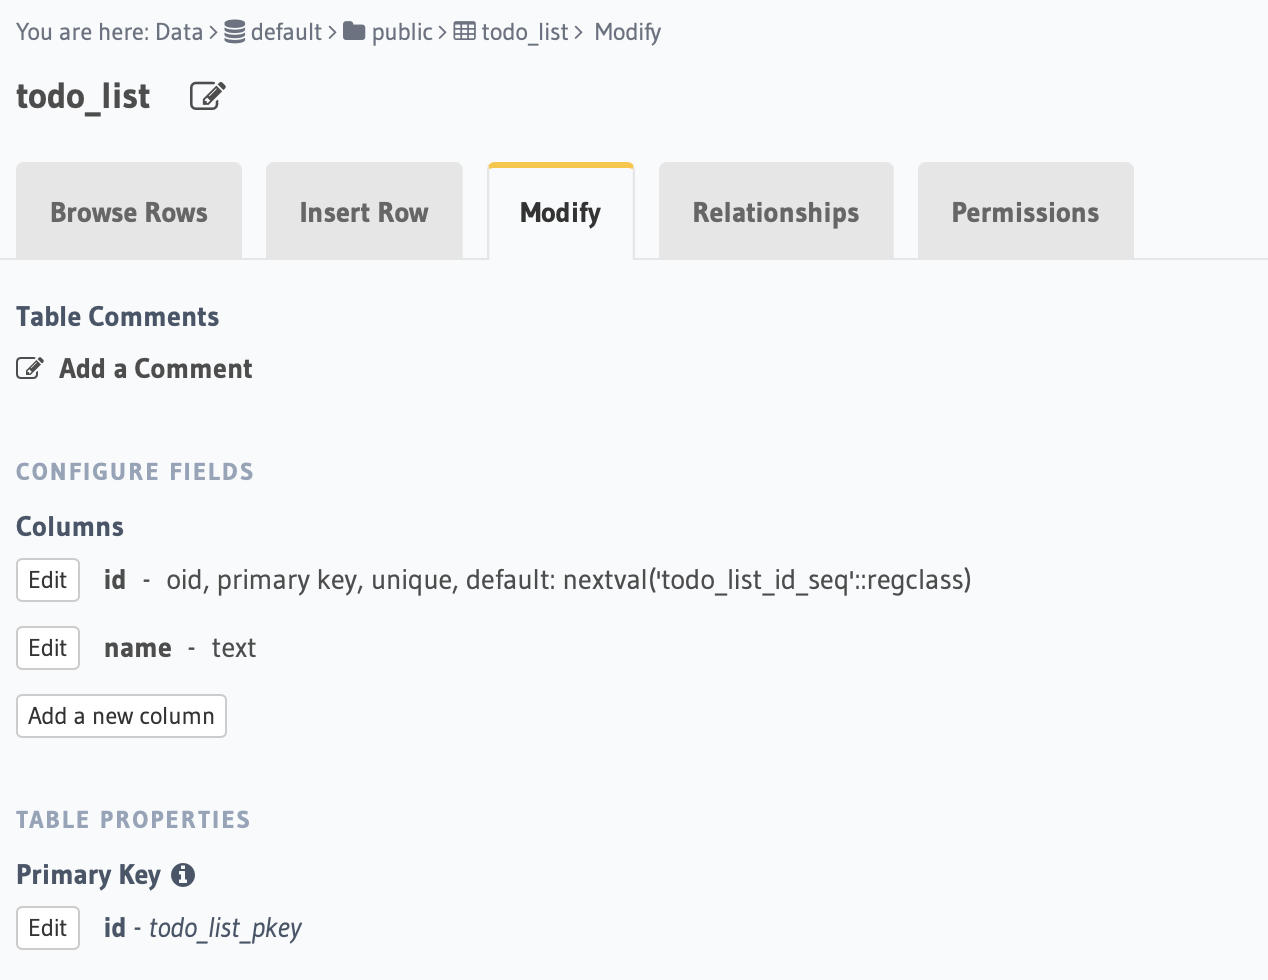 You are here: Data > default > public > todo_list > Modify
todo_list
Browse Rows Insert Row Modify Relationships Permissions
Table Comments
Add a Comment
CONFIGURE FIELDS
Columns
Edit id - oid, primary key, unique, default: nextval('todo_list_id_seq'::regclass)
Edit name - text
Add a new column
TABLE PROPERTIES
Primary Key
Edit id - todo_list_pkey